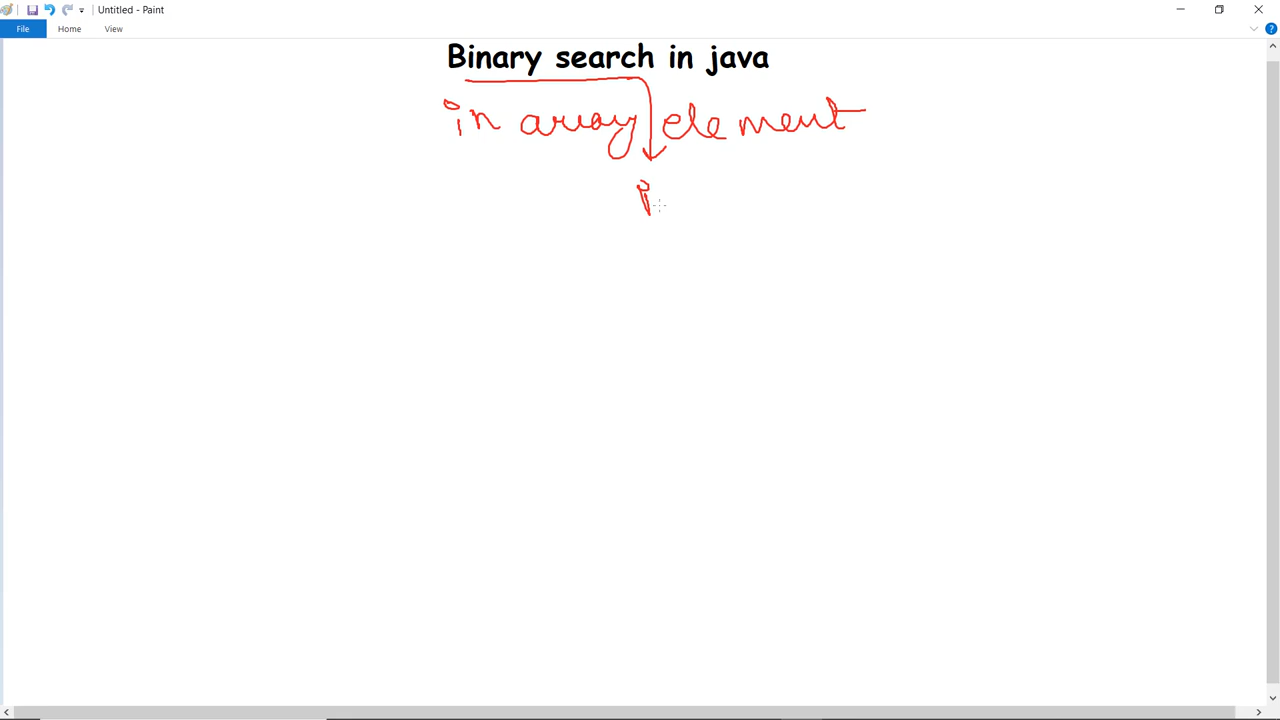 Untitled - Paint
File Home View
Binary search in java
in array element
i